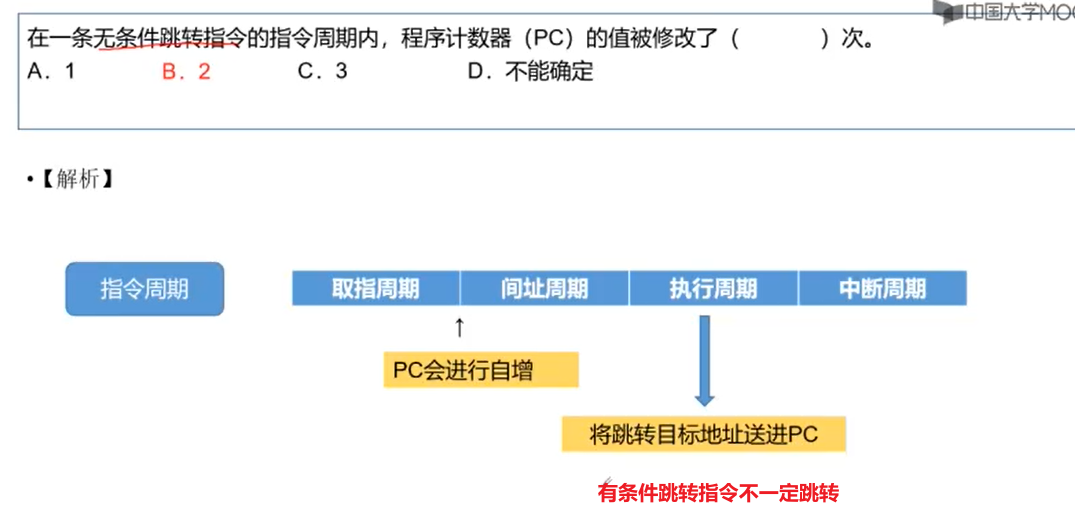 中国大学MOO
在一条无条件跳转指令的指令周期内，程序计数器（PC）的值被修改了（ ）次。
A．1 B．2 C．3 D．不能确定
•【解析】
指令周期 取指周期 间址周期 执行周期 中断周期
↑
PC会进行自增
将跳转目标地址送进PC
有条件跳转指令不一定跳转